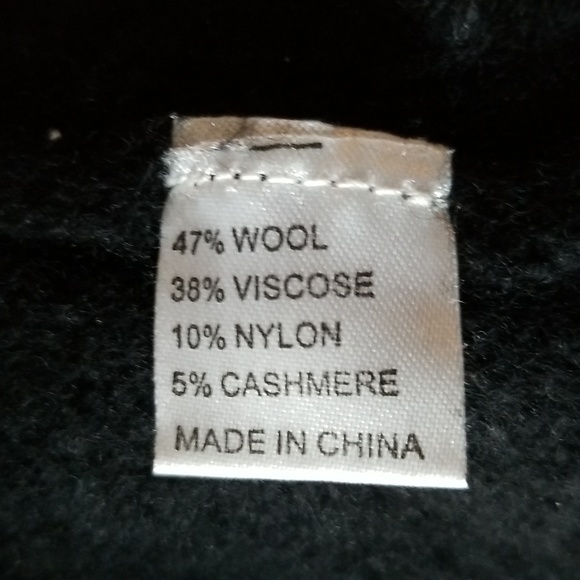 47% WOOL
38% VISCOSE
10% NYLON
5% CASHMERE
MADE IN CHINA